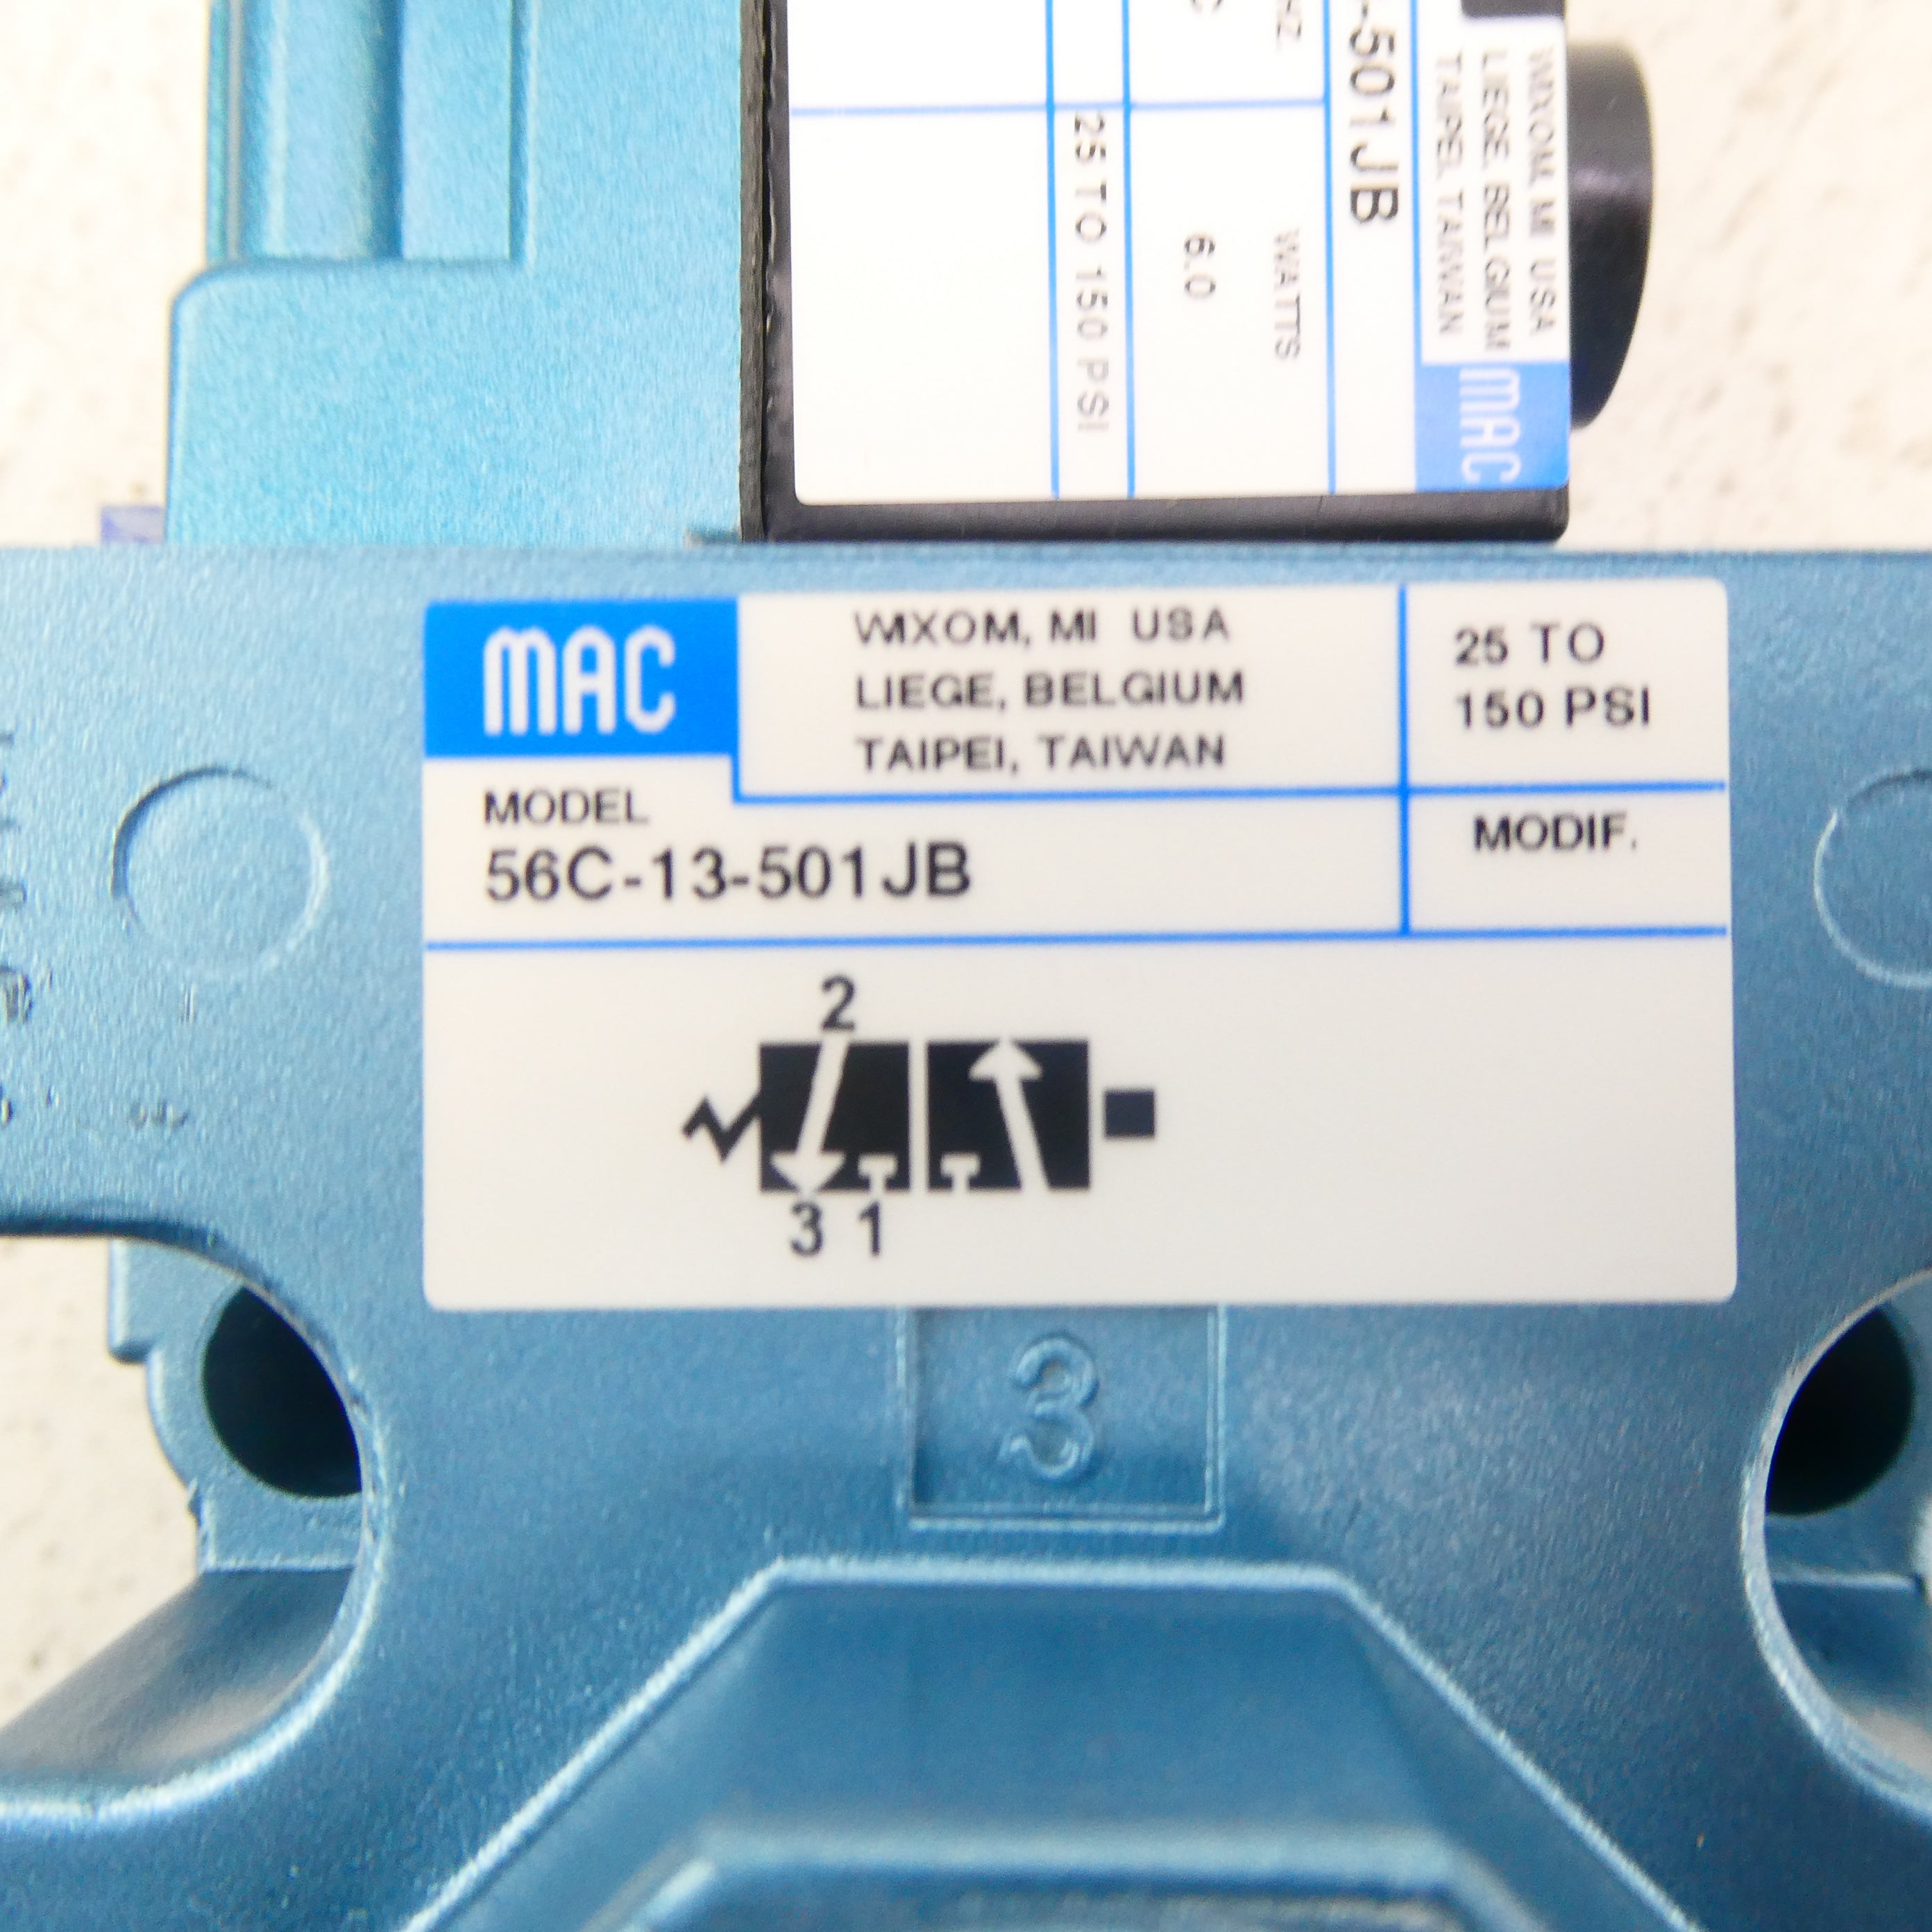 HZ
-501JB
WIXOM, MI USA
LIEGE, BELGIUM
TAIPEI, TAIWAN
MAC
WATTS
6.0
25 TO 150 PSI
MAC
WIXOM, MI USA
LIEGE, BELGIUM
TAIPEI, TAIWAN
25 TO
150 PSI
MODEL
56C-13-501JB
MODIF.
2
3 1
3